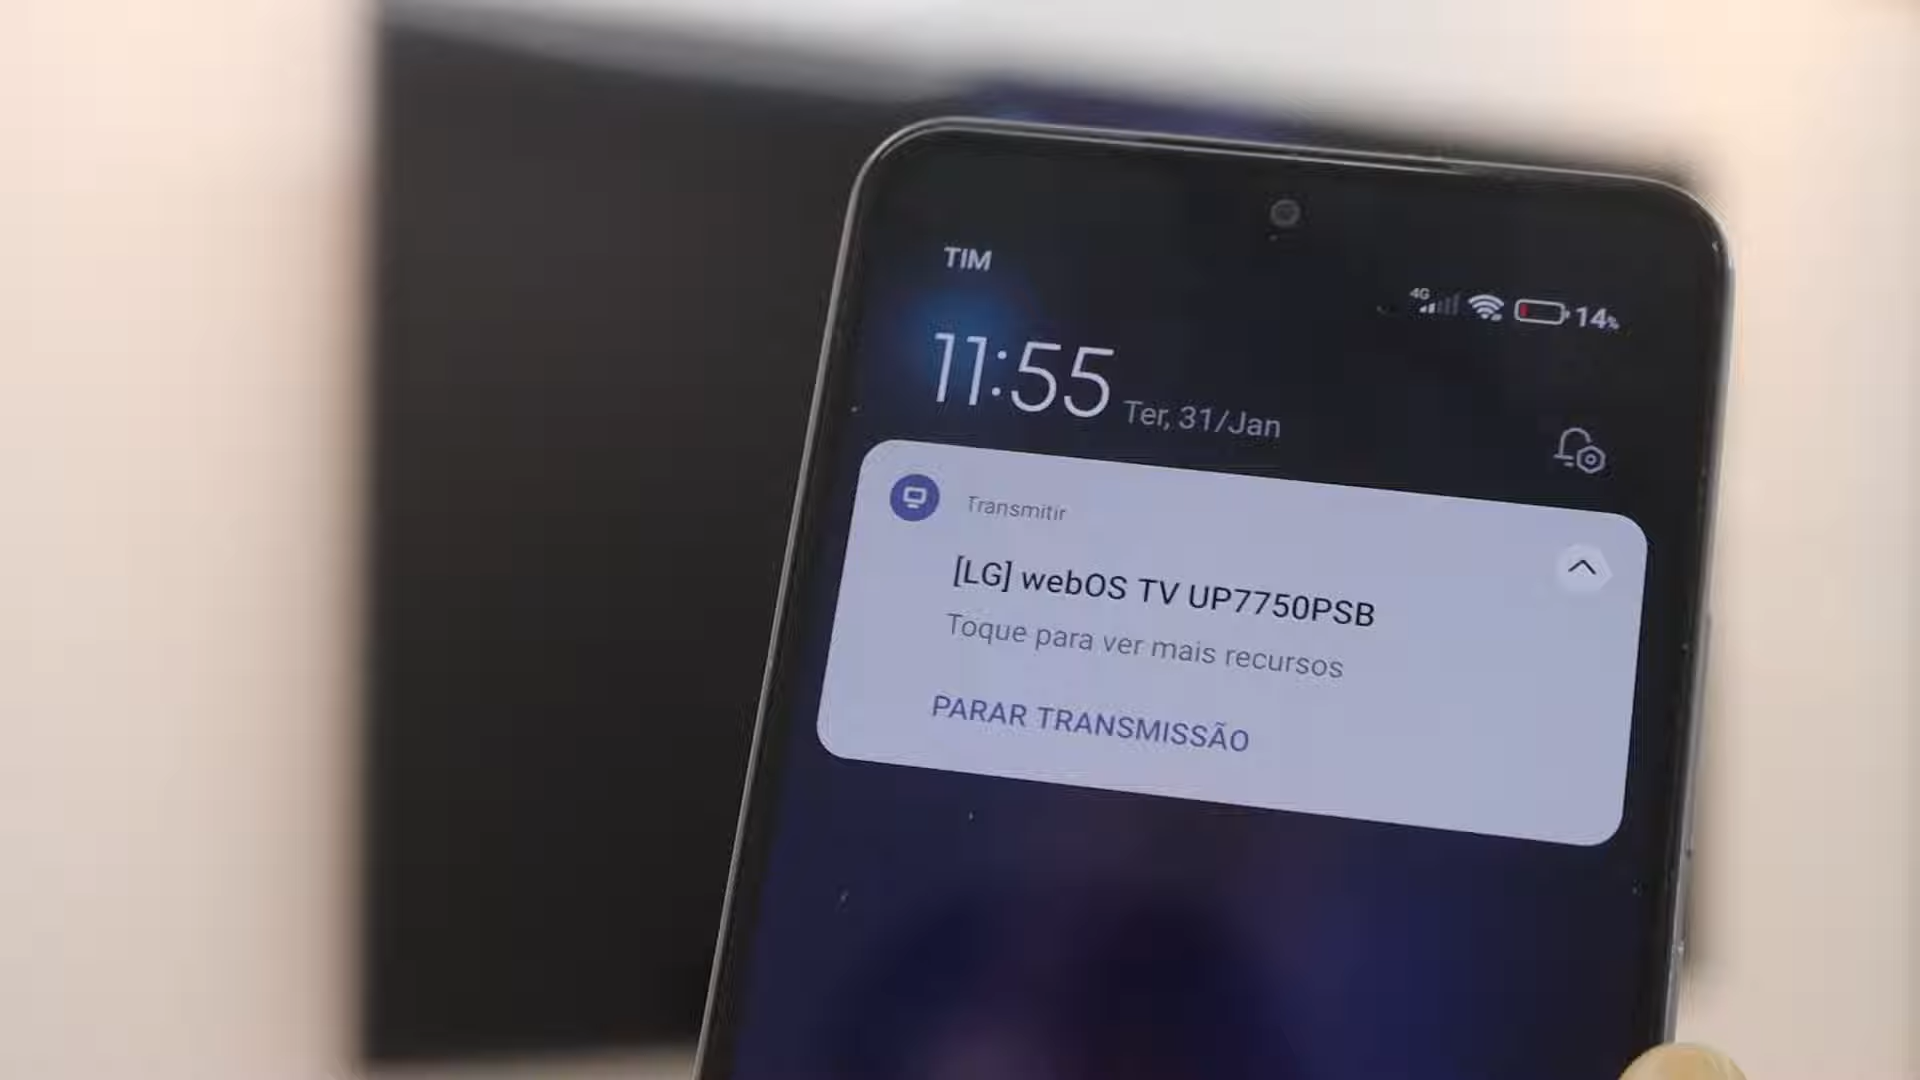 TIM
4G 14%
11:55 Ter, 31/Jan
Transmitir
[LG] webOS TV UP7750PSB
Toque para ver mais recursos
PARAR TRANSMISSÃO